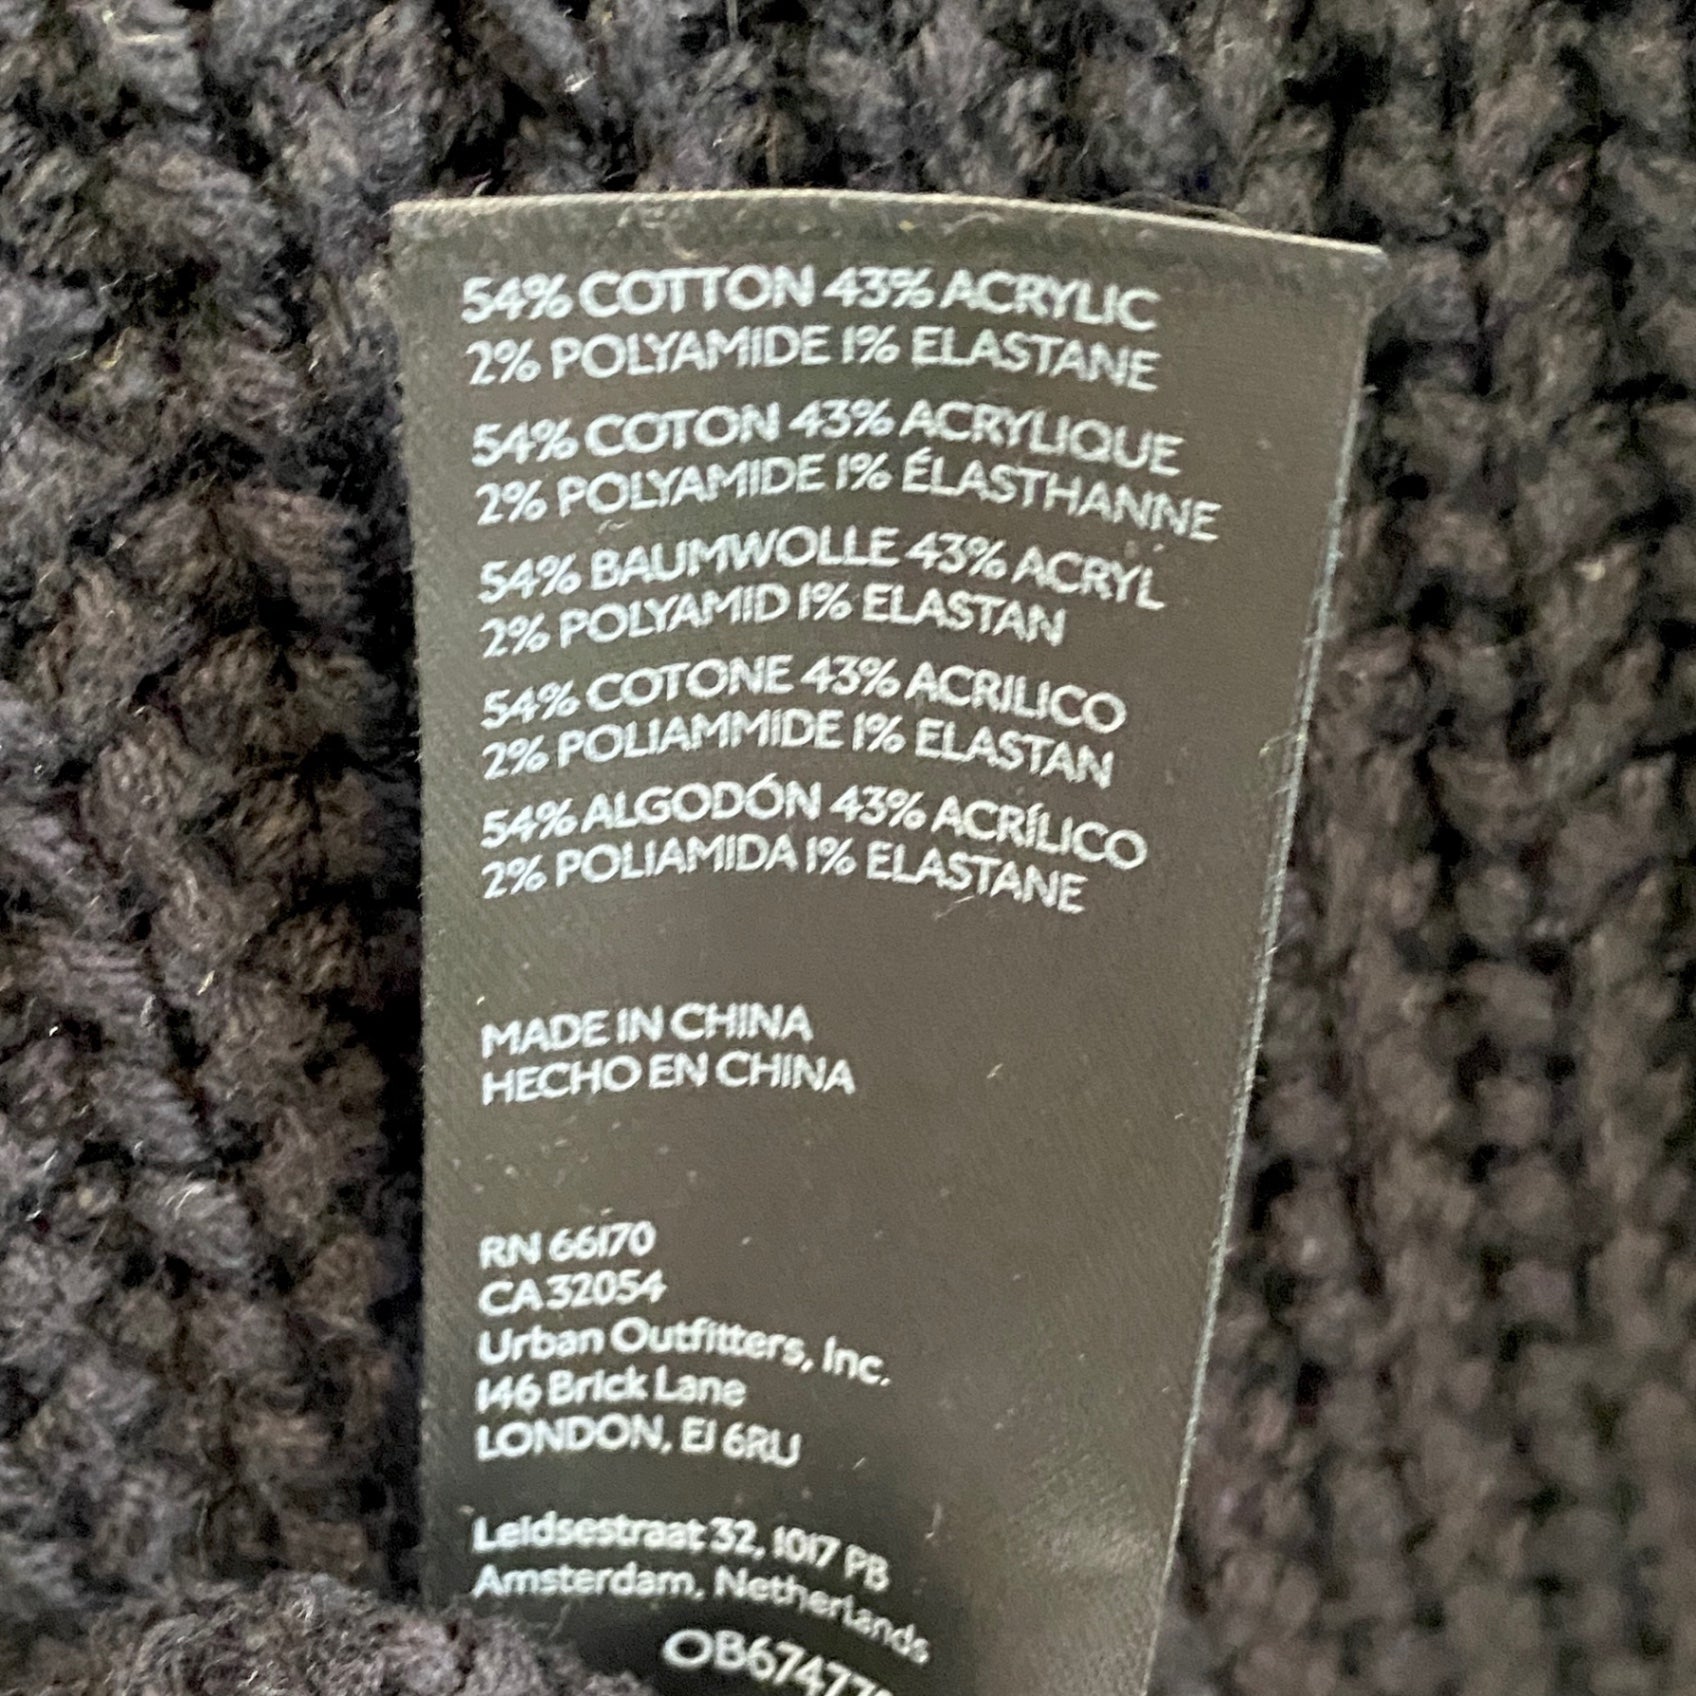 54% COTTON 43% ACRYLIC
2% POLYAMIDE 1% ELASTANE
54% COTON 43% ACRYLIQUE
2% POLYAMIDE 1% ÉLASTHANNE
54% BAUMWOLLE 43% ACRYL
2% POLYAMID 1% ELASTAN
54% COTONE 43% ACRILICO
2% POLIAMMIDE 1% ELASTAN
54% ALGODÓN 43% ACRÍLICO
2% POLIAMIDA 1% ELASTANE
MADE IN CHINA
HECHO EN CHINA
RN 66170
CA 32054
Urban Outfitters, Inc.
146 Brick Lane
LONDON, E1 6RU
Leidsestraat 32, 1017 PB
Amsterdam, Netherlands